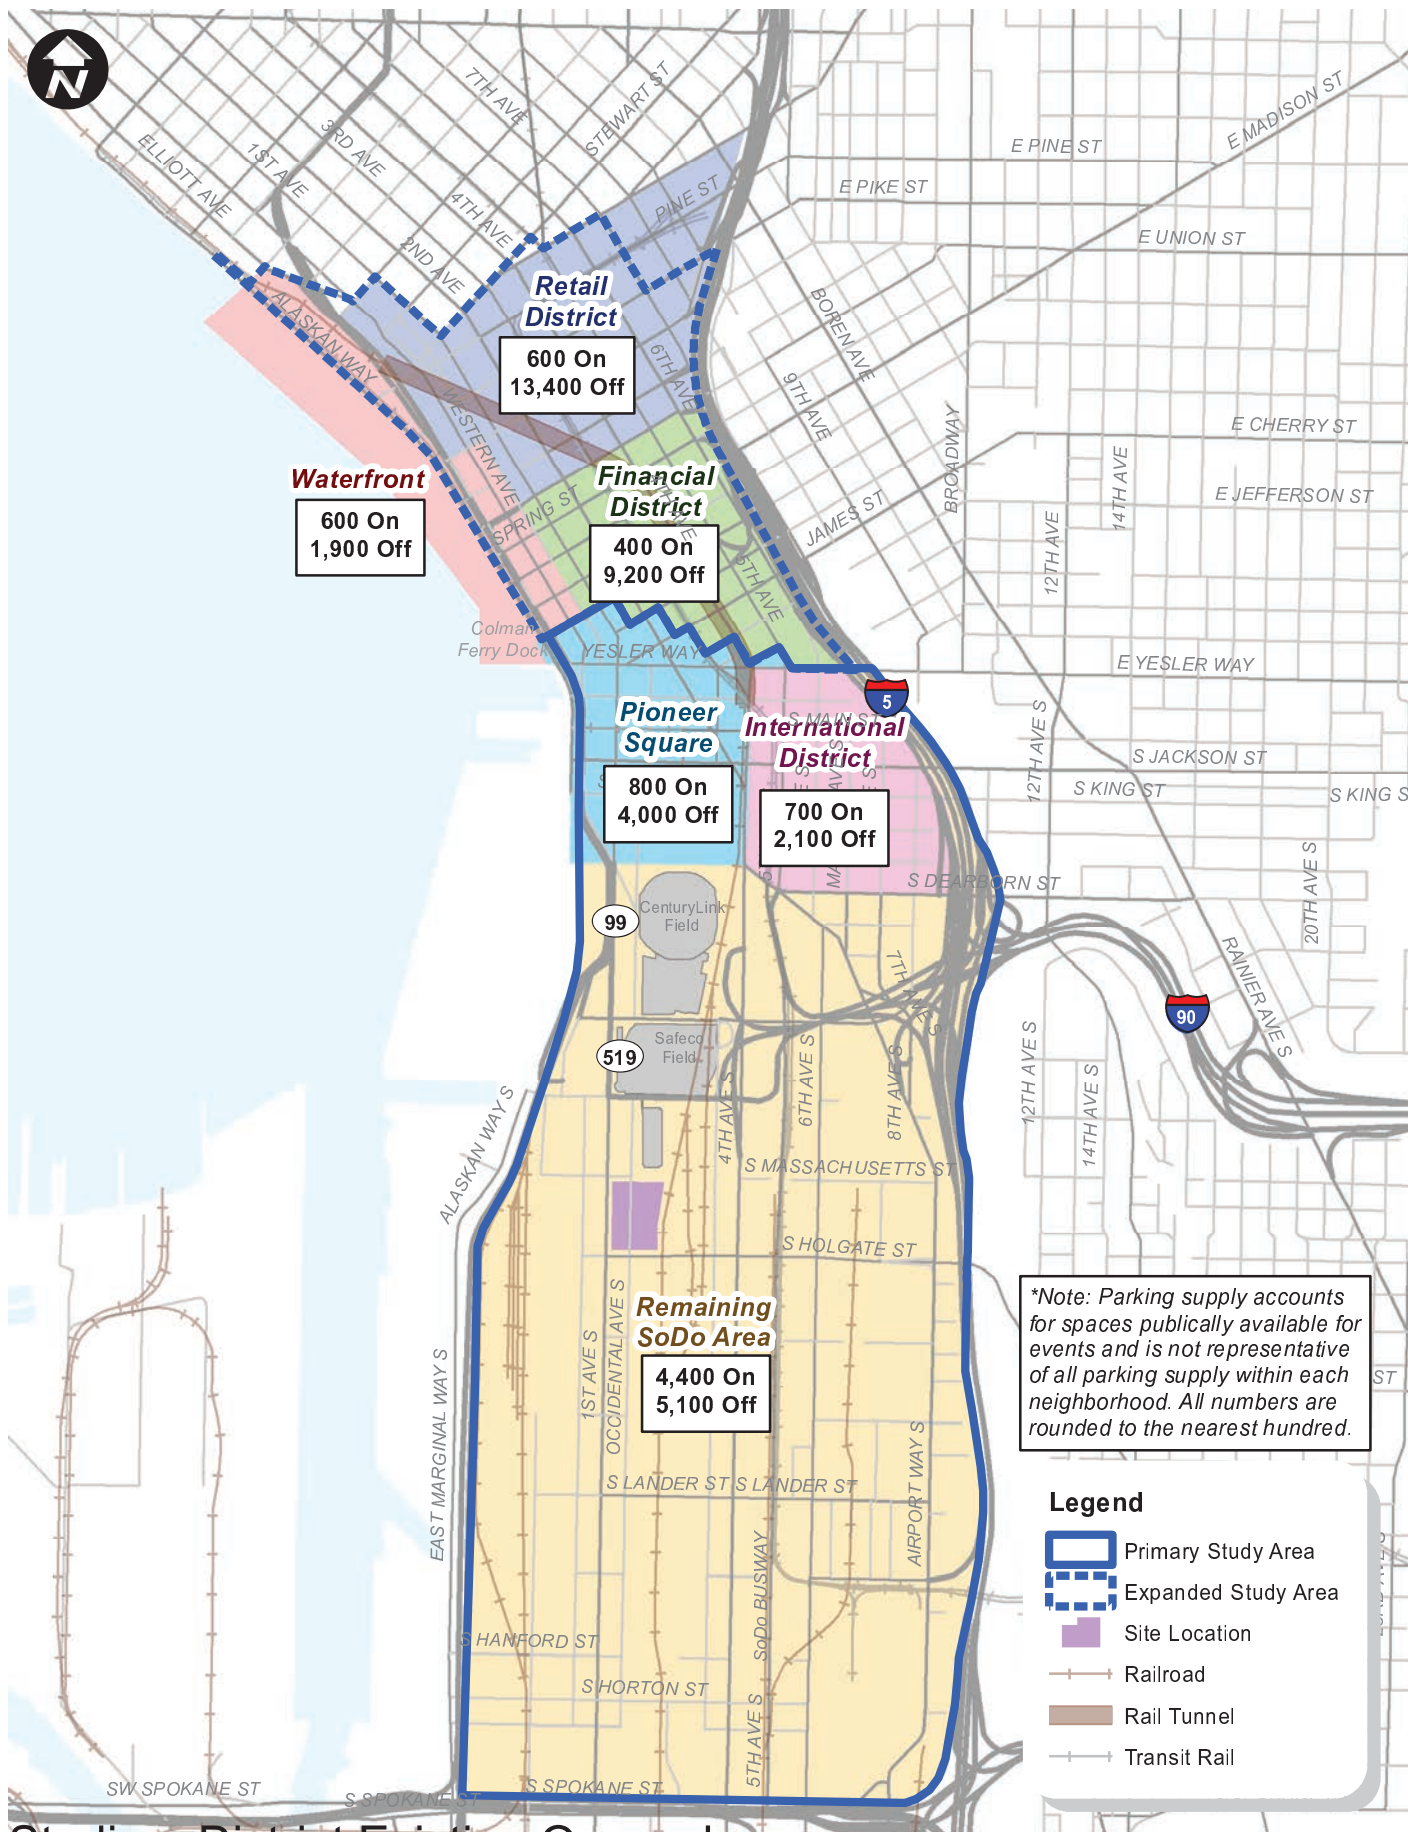 N
7TH AVE
STEWART ST
E MADISON ST
3RD AVE
ELLIOTT AVE
1ST AVE
E PINE ST
PINE ST
E PIKE ST
4TH AVE
2ND AVE
E UNION ST
Retail
District
600 On
13,400 Off
ALASKAN WAY
BOREN AVE
6TH AVE
9TH AVE
WESTERN AVE
BROADWAY
E CHERRY ST
14TH AVE
Waterfront
600 On
1,900 Off
Financial
District
400 On
9,200 Off
SPRING ST
JAMES ST
E JEFFERSON ST
12TH AVE
5TH AVE
Colman
Ferry Dock
YESLER WAY
E YESLER WAY
5
Pioneer
Square
800 On
4,000 Off
S MAIN ST
International
District
700 On
2,100 Off
12TH AVE S
S JACKSON ST
S KING ST
S KING S
S DEARBORN ST
20TH AVE S
CenturyLink
Field
99
7TH AVE S
RAINIER AVE S
90
Safeco
Field
519
4TH AVE S
6TH AVE S
8TH AVE S
12TH AVE S
14TH AVE S
ALASKAN WAY S
S MASSACHUSETTS ST
S HOLGATE ST
Remaining
SoDo Area
4,400 On
5,100 Off
1ST AVE S
OCCIDENTAL AVE S
EAST MARGINAL WAY S
*Note: Parking supply accounts
for spaces publically available for
events and is not representative
of all parking supply within each
neighborhood. All numbers are
rounded to the nearest hundred.
ST
S LANDER ST
S LANDER ST
AIRPORT WAY S
SoDo BUSWAY
S HANFORD ST
S HORTON ST
5TH AVE S
SW SPOKANE ST
S SPOKANE ST
S SPOKANE ST
Legend
Primary Study Area
Expanded Study Area
Site Location
Railroad
Rail Tunnel
Transit Rail